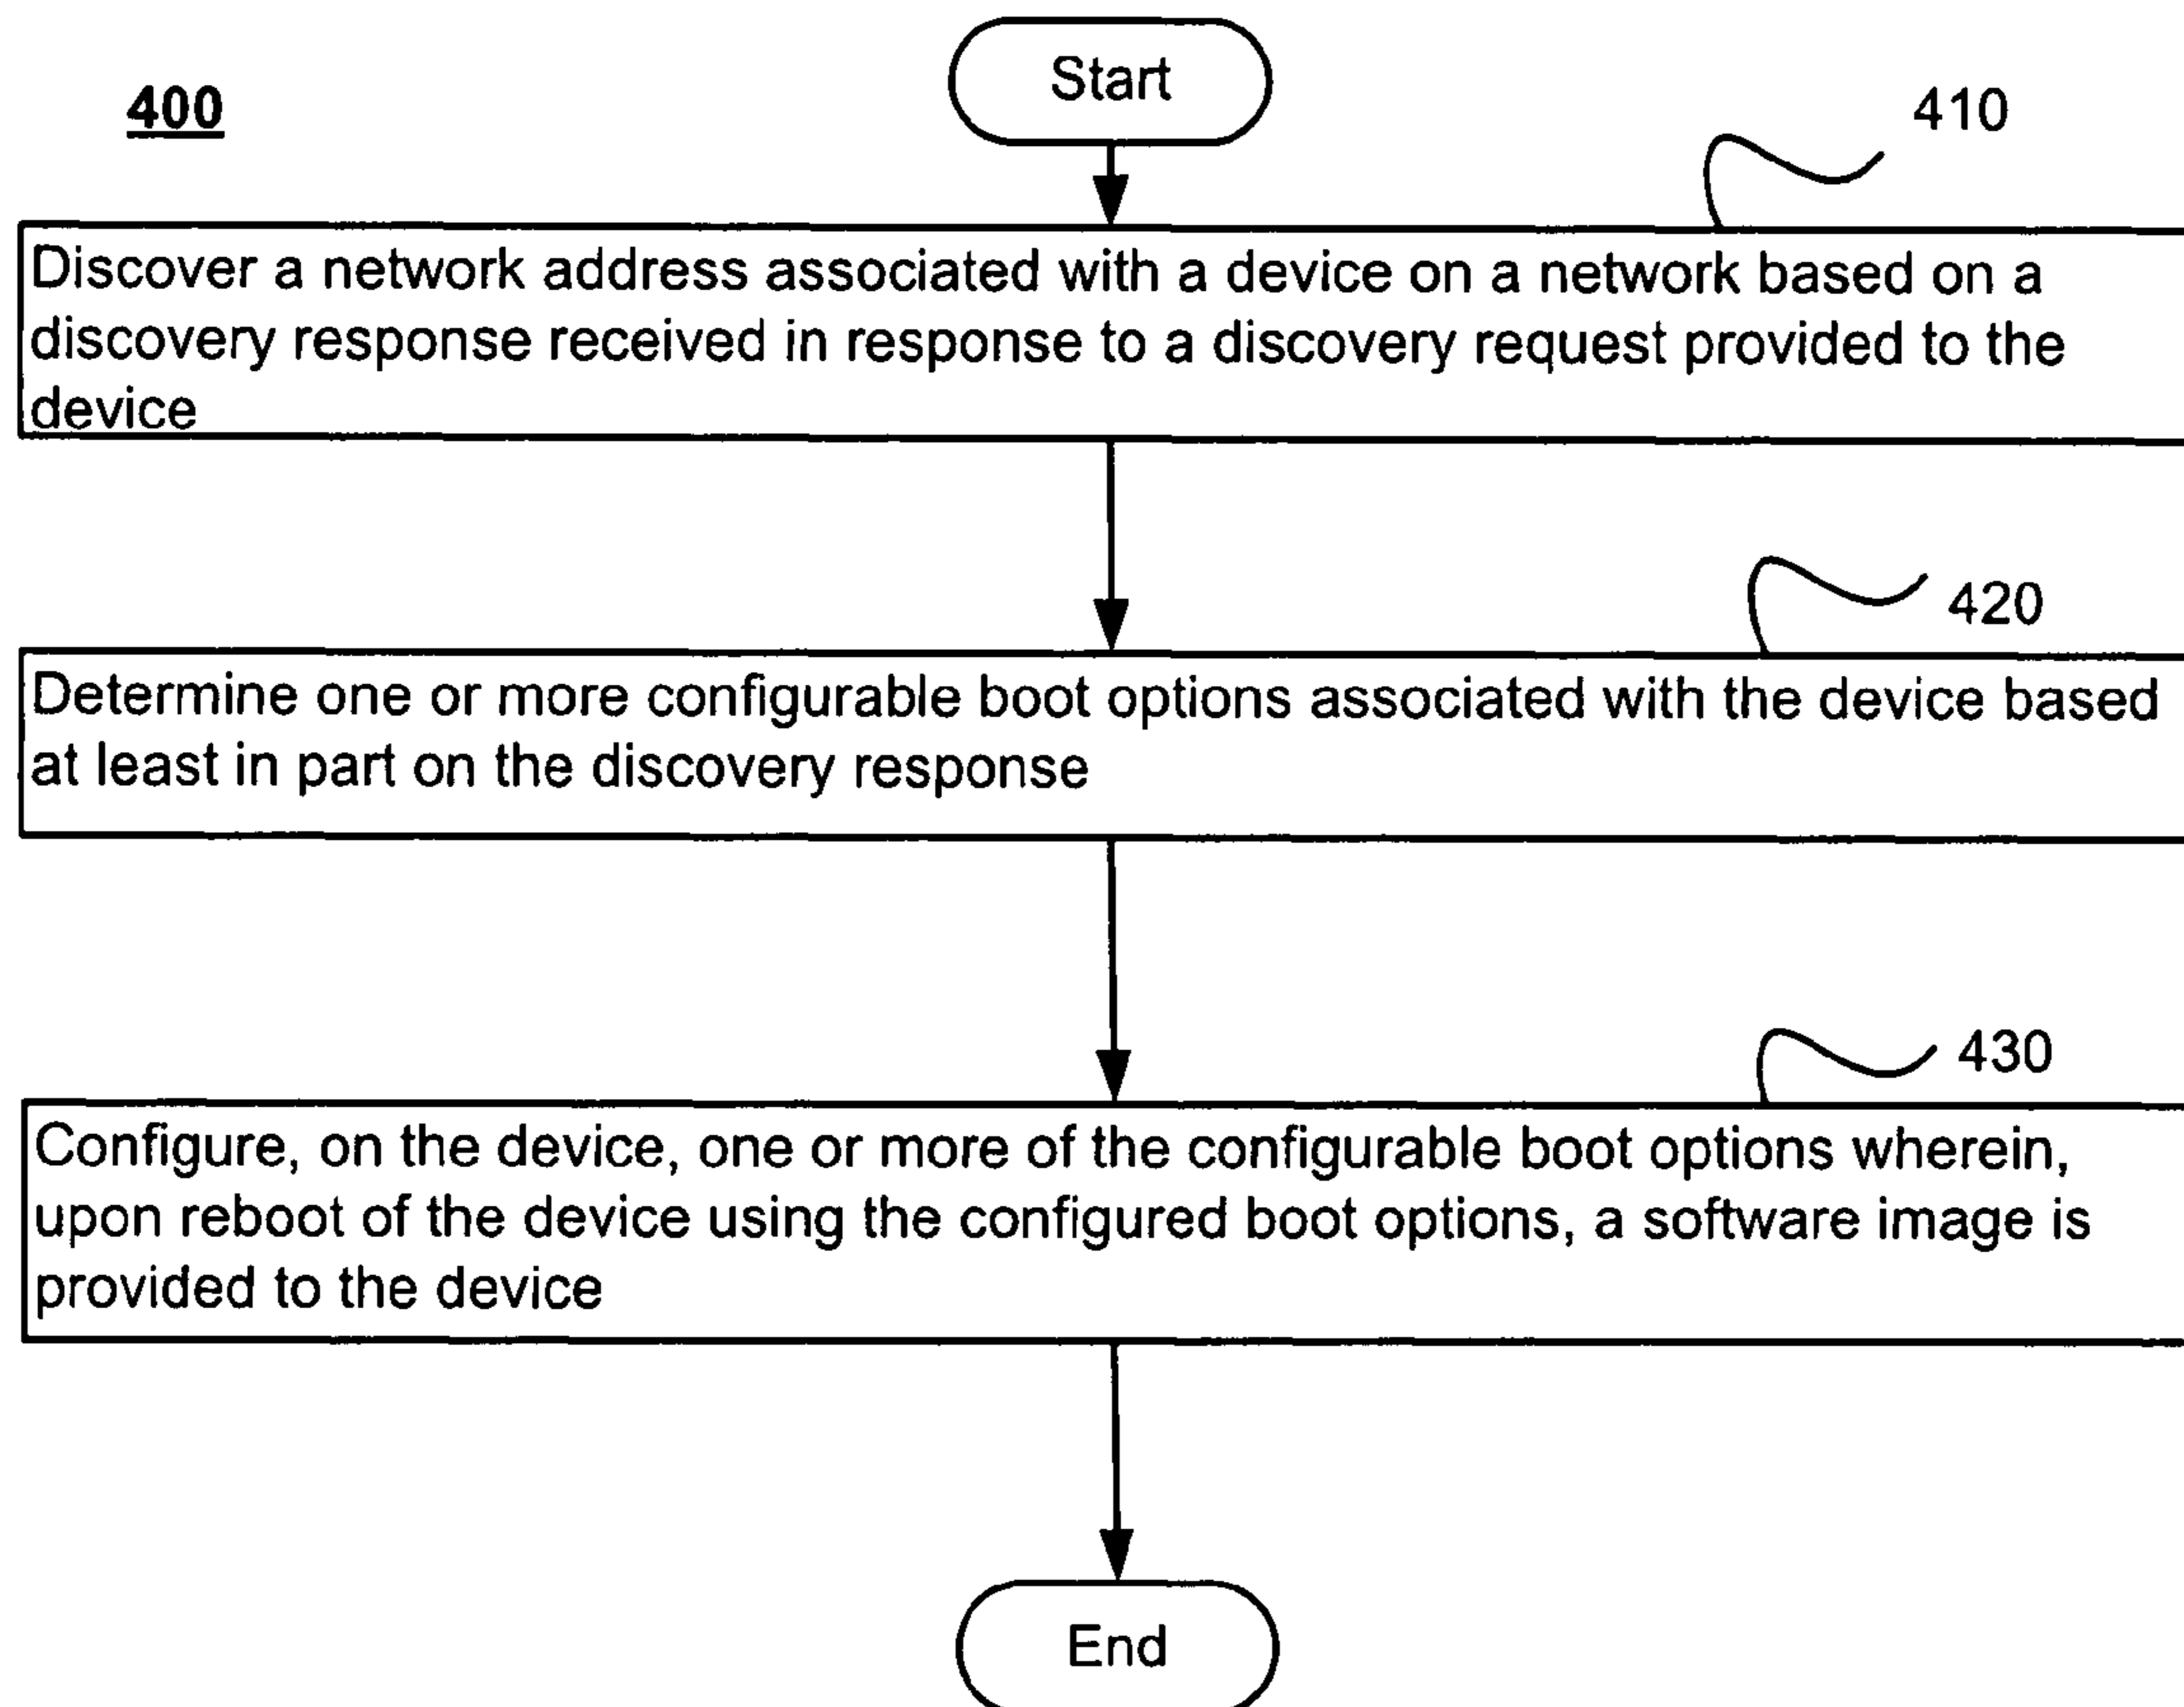 Start
400
410
Discover a network address associated with a device on a network based on a
discovery response received in response to a discovery request provided to the
device
420
Determine one or more configurable boot options associated with the device based
at least in part on the discovery response
430
Configure, on the device, one or more of the configurable boot options wherein,
upon reboot of the device using the configured boot options, a software image is
provided to the device
End